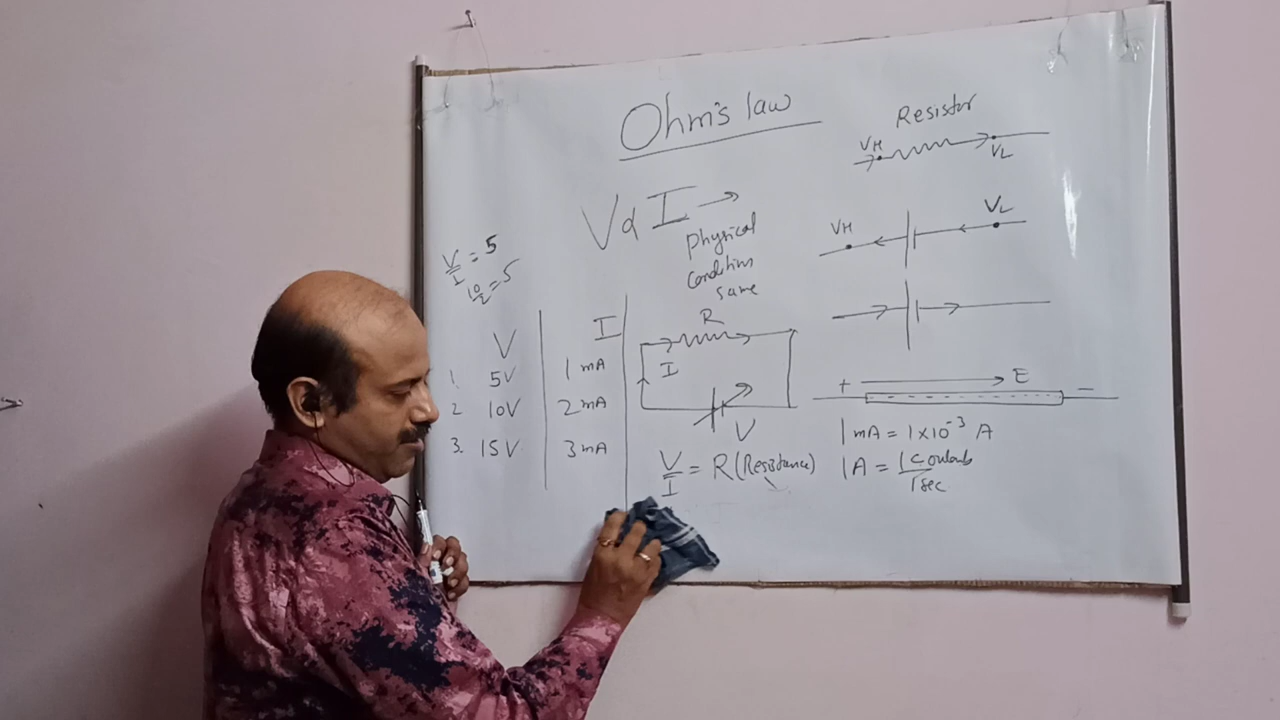 Ohm's law
V α I →
physical
condition
same
V/I = 5
10/2 = 5
V I
1. 5V 1 mA
2 10V 2 mA
3. 15V 3 mA
R
I
V
V/I = R (Resistance)
Resistor
VH VL
VH VL
+ E −
1 mA = 1 x 10⁻³ A
1 A = 1 Coulomb / 1 sec